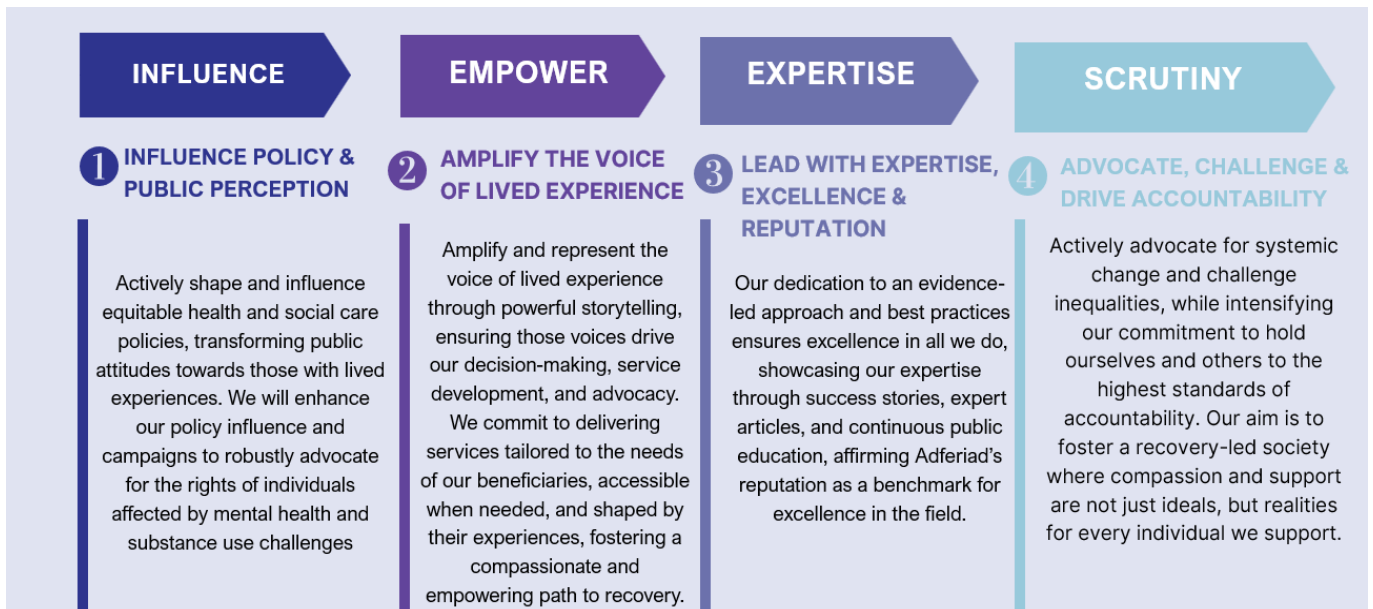 INFLUENCE
1
INFLUENCE POLICY &
PUBLIC PERCEPTION
Actively shape and influence
equitable health and social care
policies, transforming public
attitudes towards those with lived
experiences. We will enhance
our policy influence and
campaigns to robustly advocate
for the rights of individuals
affected by mental health and
substance use challenges
EMPOWER
2
AMPLIFY THE VOICE
OF LIVED EXPERIENCE
Amplify and represent the
voice of lived experience
through powerful storytelling,
ensuring those voices drive
our decision-making, service
development, and advocacy.
We commit to delivering
services tailored to the needs
of our beneficiaries, accessible
when needed, and shaped by
their experiences, fostering a
compassionate and
empowering path to recovery.
EXPERTISE
3
LEAD WITH EXPERTISE,
EXCELLENCE &
REPUTATION
Our dedication to an evidence-
led approach and best practices
ensures excellence in all we do,
showcasing our expertise
through success stories, expert
articles, and continuous public
education, affirming Adferiad's
reputation as a benchmark for
excellence in the field.
SCRUTINY
4
ADVOCATE, CHALLENGE &
DRIVE ACCOUNTABILITY
Actively advocate for systemic
change and challenge
inequalities, while intensifying
our commitment to hold
ourselves and others to the
highest standards of
accountability. Our aim is to
foster a recovery-led society
where compassion and support
are not just ideals, but realities
for every individual we support.